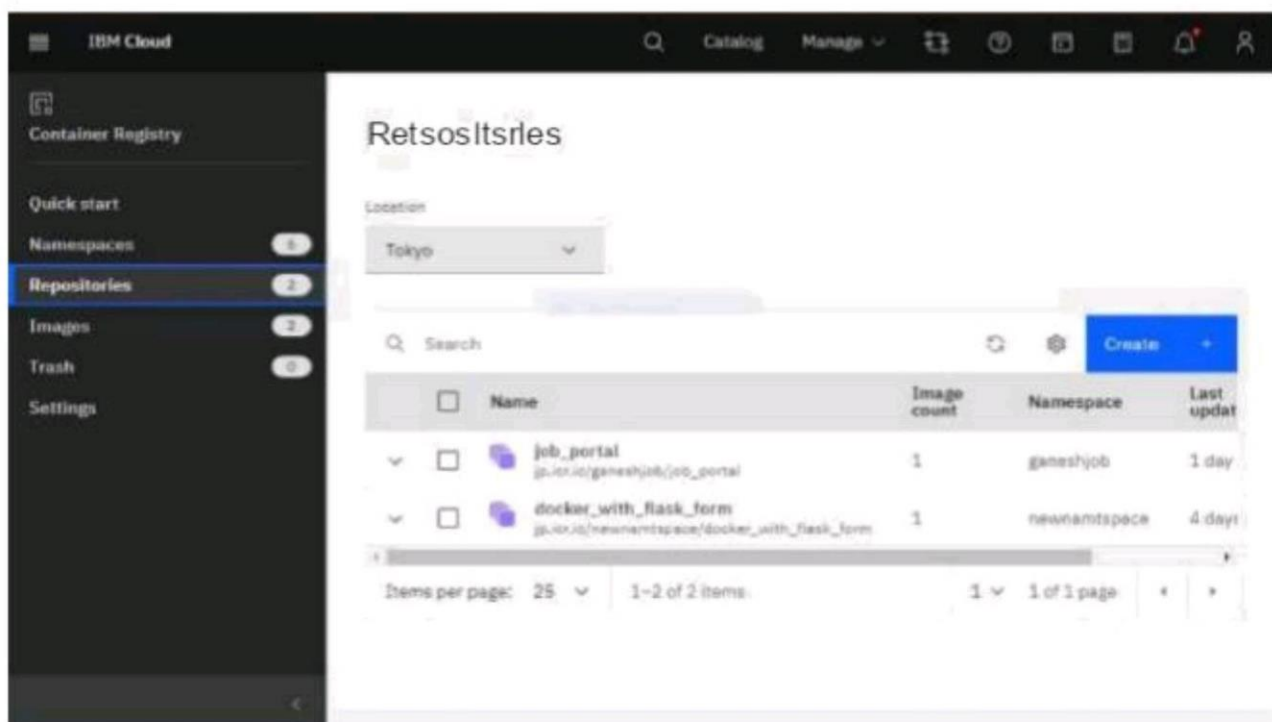 IBM Cloud
Catalog
Manage
Container Registry
Quick start
Namespaces 6
Repositories 2
Images 2
Trash 0
Settings
RetsosItsrles
Location
Tokyo
Search
Create +
Name Image count Namespace Last updat
job_portal 1 ganeshjob 1 day
jp.icr.io/ganeshjob/job_portal
docker_with_flask_form 1 newnamtspace 4 days
jp.icr.io/newnamtspace/docker_with_flask_form
Items per page: 25 1–2 of 2 items 1 1 of 1 page